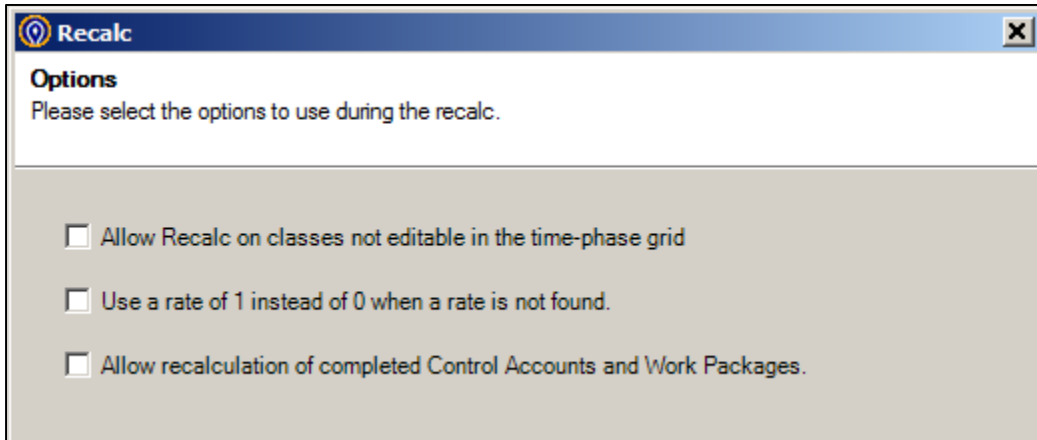 Recalc
Options
Please select the options to use during the recalc.
Allow Recalc on classes not editable in the time-phase grid
Use a rate of 1 instead of 0 when a rate is not found.
Allow recalculation of completed Control Accounts and Work Packages.